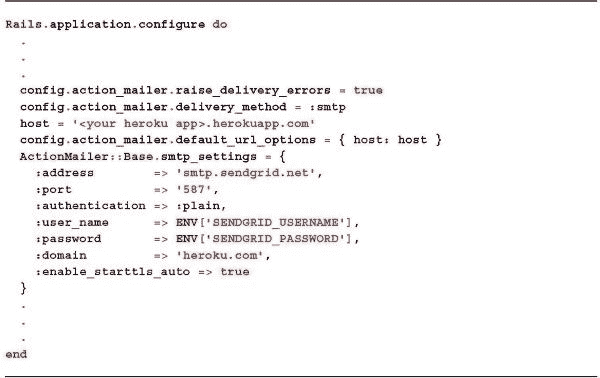 Rails.application.configure do
  .
  .
  .
  config.action_mailer.raise_delivery_errors = true
  config.action_mailer.delivery_method = :smtp
  host = '<your heroku app>.herokuapp.com'
  config.action_mailer.default_url_options = { host: host }
  ActionMailer::Base.smtp_settings = {
    :address        => 'smtp.sendgrid.net',
    :port           => '587',
    :authentication => :plain,
    :user_name      => ENV['SENDGRID_USERNAME'],
    :password       => ENV['SENDGRID_PASSWORD'],
    :domain         => 'heroku.com',
    :enable_starttls_auto => true
  }
  .
  .
  .
end